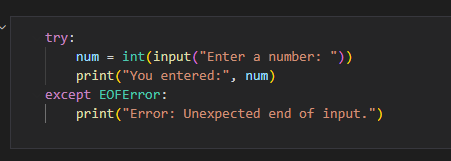 try:
    num = int(input("Enter a number: "))
    print("You entered:", num)
except EOFError:
    print("Error: Unexpected end of input.")